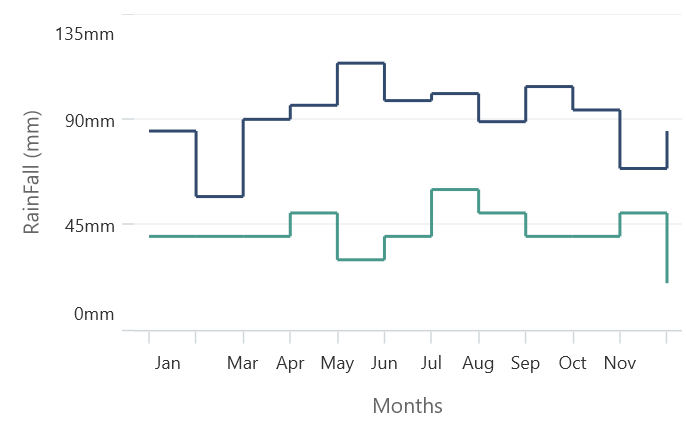 135mm
90mm
45mm
0mm
RainFall (mm)
Jan Mar Apr May Jun Jul Aug Sep Oct Nov
Months